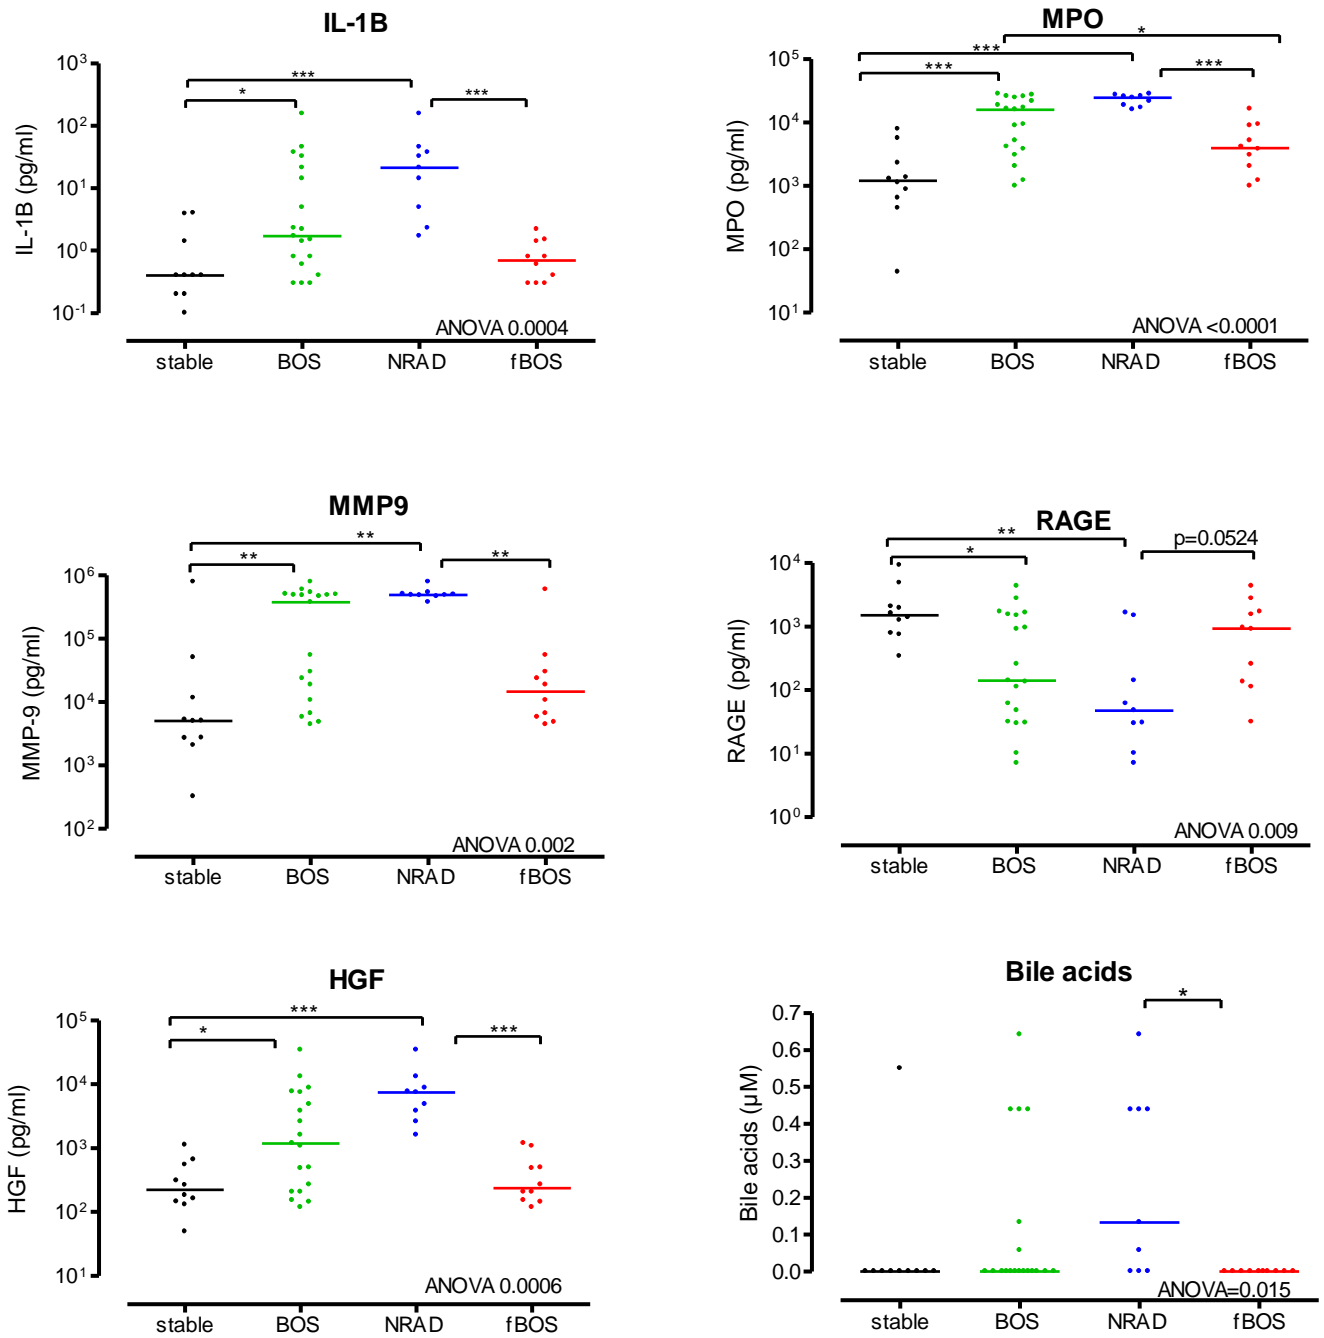 IL-1B
***
*
***
IL-1B (pg/ml)
10³
10²
10¹
10⁰
10⁻¹
ANOVA 0.0004
stable BOS NRAD fBOS
MPO
*
***
***
***
MPO (pg/ml)
10⁵
10⁴
10³
10²
10¹
ANOVA <0.0001
stable BOS NRAD fBOS
MMP9
**
**
**
MMP-9 (pg/ml)
10⁶
10⁵
10⁴
10³
10²
ANOVA 0.002
stable BOS NRAD fBOS
RAGE
**
p=0.0524
*
RAGE (pg/ml)
10⁴
10³
10²
10¹
10⁰
ANOVA 0.009
stable BOS NRAD fBOS
HGF
***
*
***
HGF (pg/ml)
10⁵
10⁴
10³
10²
10¹
ANOVA 0.0006
stable BOS NRAD fBOS
Bile acids
*
Bile acids (µM)
0.7
0.6
0.5
0.4
0.3
0.2
0.1
0.0
ANOVA=0.015
stable BOS NRAD fBOS